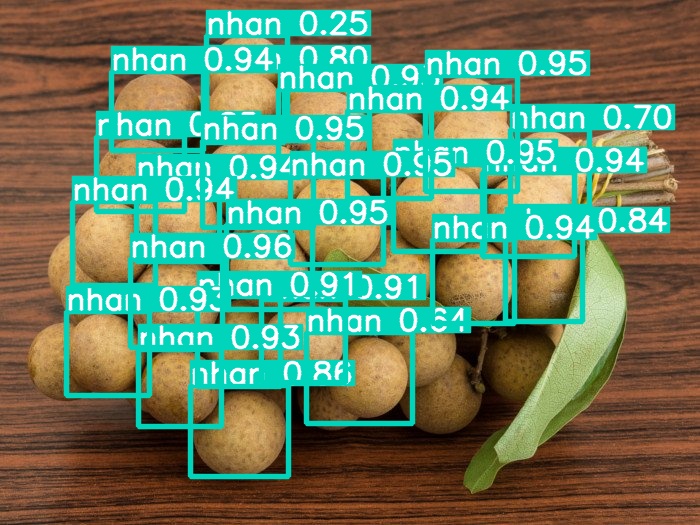 nhan 0.25
nhan 0.94
0.80
nhan 0.9
nhan 0.95
nhan 0.94
nhan 0.70
nhan 0.95
nhan 0.94
nhan 0.95
0.95
0.94
nhan 0.94
nhan 0.95
nhan 0.94
0.84
nhan 0.96
nhan 0.91
0.91
nhan 0.93
nhan 0.64
nhan 0.93
nhan 0.86